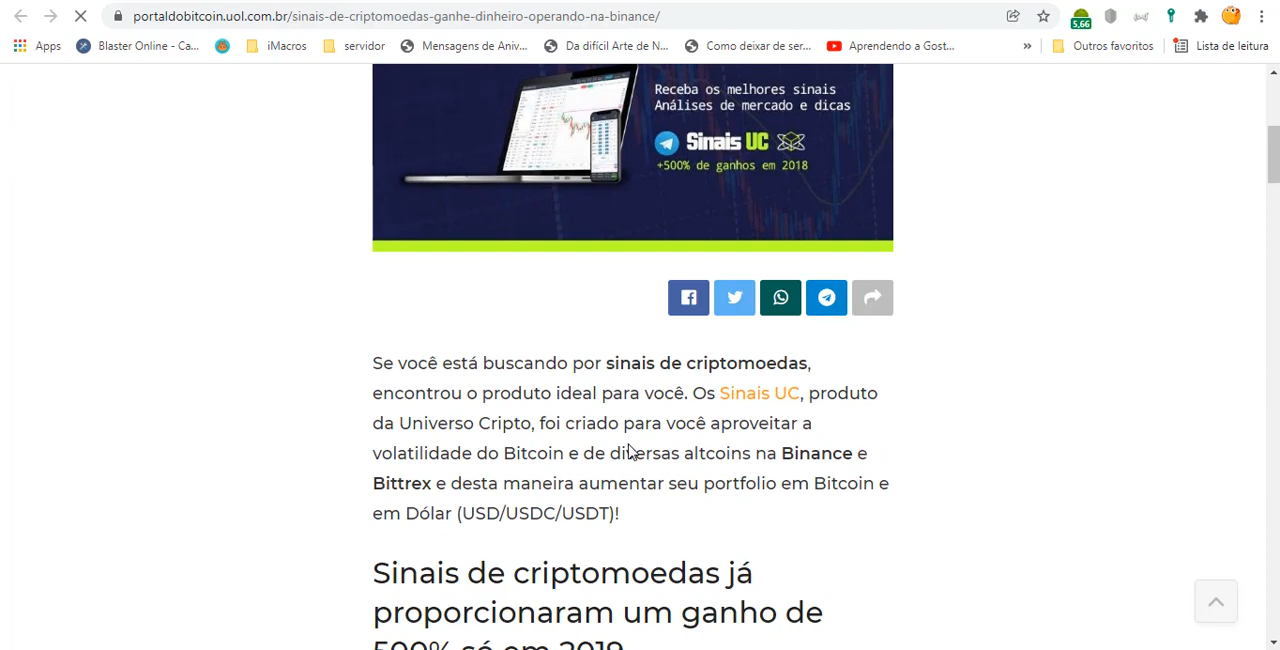 portaldobitcoin.uol.com.br/sinais-de-criptomoedas-ganhe-dinheiro-operando-na-binance/
5,66
Apps
Blaster Online - Ca...
iMacros
servidor
Mensagens de Aniv...
Da difícil Arte de N...
Como deixar de ser...
Aprendendo a Gost...
»
Outros favoritos
Lista de leitura
Receba os melhores sinais
Análises de mercado e dicas
Sinais UC
+500% de ganhos em 2018
Se você está buscando por sinais de criptomoedas,
encontrou o produto ideal para você. Os Sinais UC, produto
da Universo Cripto, foi criado para você aproveitar a
volatilidade do Bitcoin e de diversas altcoins na Binance e
Bittrex e desta maneira aumentar seu portfolio em Bitcoin e
em Dólar (USD/USDC/USDT)!
Sinais de criptomoedas já
proporcionaram um ganho de
500% só em 2019